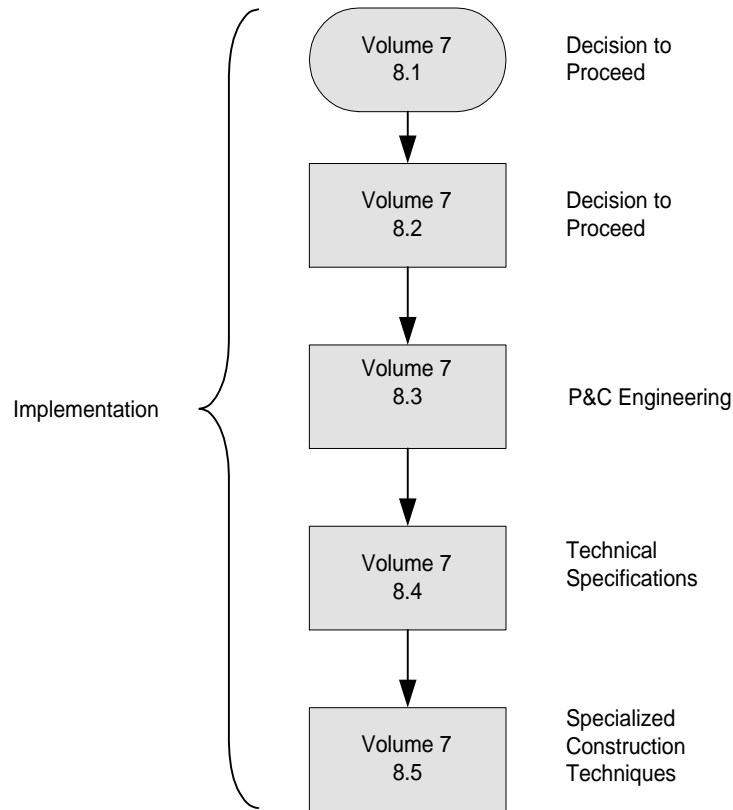 Volume 7
8.1
Decision to
Proceed
Volume 7
8.2
Decision to
Proceed
Implementation
Volume 7
8.3
P&C Engineering
Volume 7
8.4
Technical
Specifications
Volume 7
8.5
Specialized
Construction
Techniques